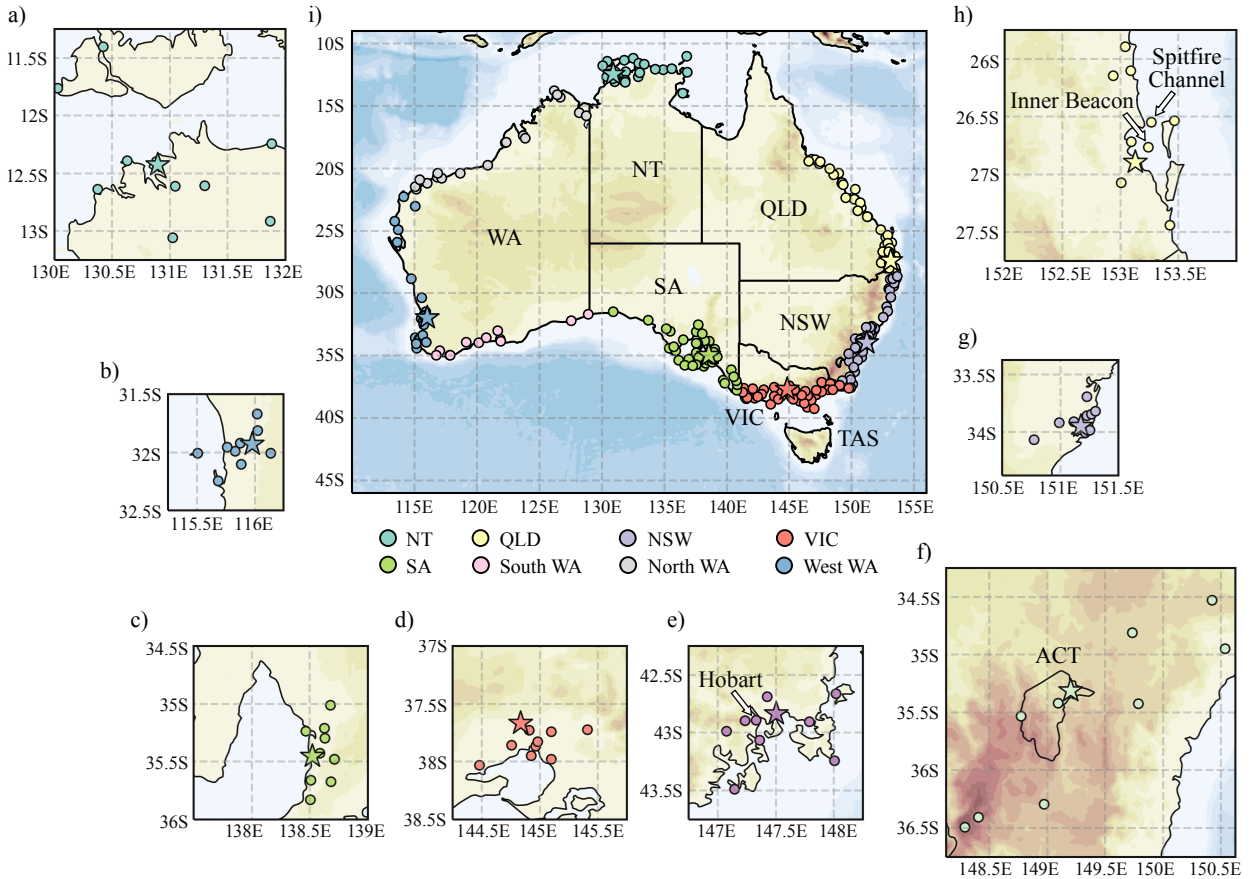 a)
11.5S
12S
12.5S
13S
130E
130.5E
131E
131.5E
132E
i)
10S
15S
20S
25S
30S
35S
40S
45S
115E
120E
125E
130E
135E
140E
145E
150E
155E
WA
NT
QLD
SA
NSW
VIC
TAS
h)
26S
26.5S
27S
27.5S
152E
152.5E
153E
153.5E
Spitfire
Channel
Inner Beacon
b)
31.5S
32S
32.5S
115.5E
116E
g)
33.5S
34S
150.5E
151E
151.5E
NT
QLD
NSW
VIC
SA
South WA
North WA
West WA
c)
34.5S
35S
35.5S
36S
138E
138.5E
139E
d)
37S
37.5S
38S
38.5S
144.5E
145E
145.5E
e)
42.5S
43S
43.5S
147E
147.5E
148E
Hobart
f)
34.5S
35S
35.5S
36S
36.5S
148.5E
149E
149.5E
150E
150.5E
ACT